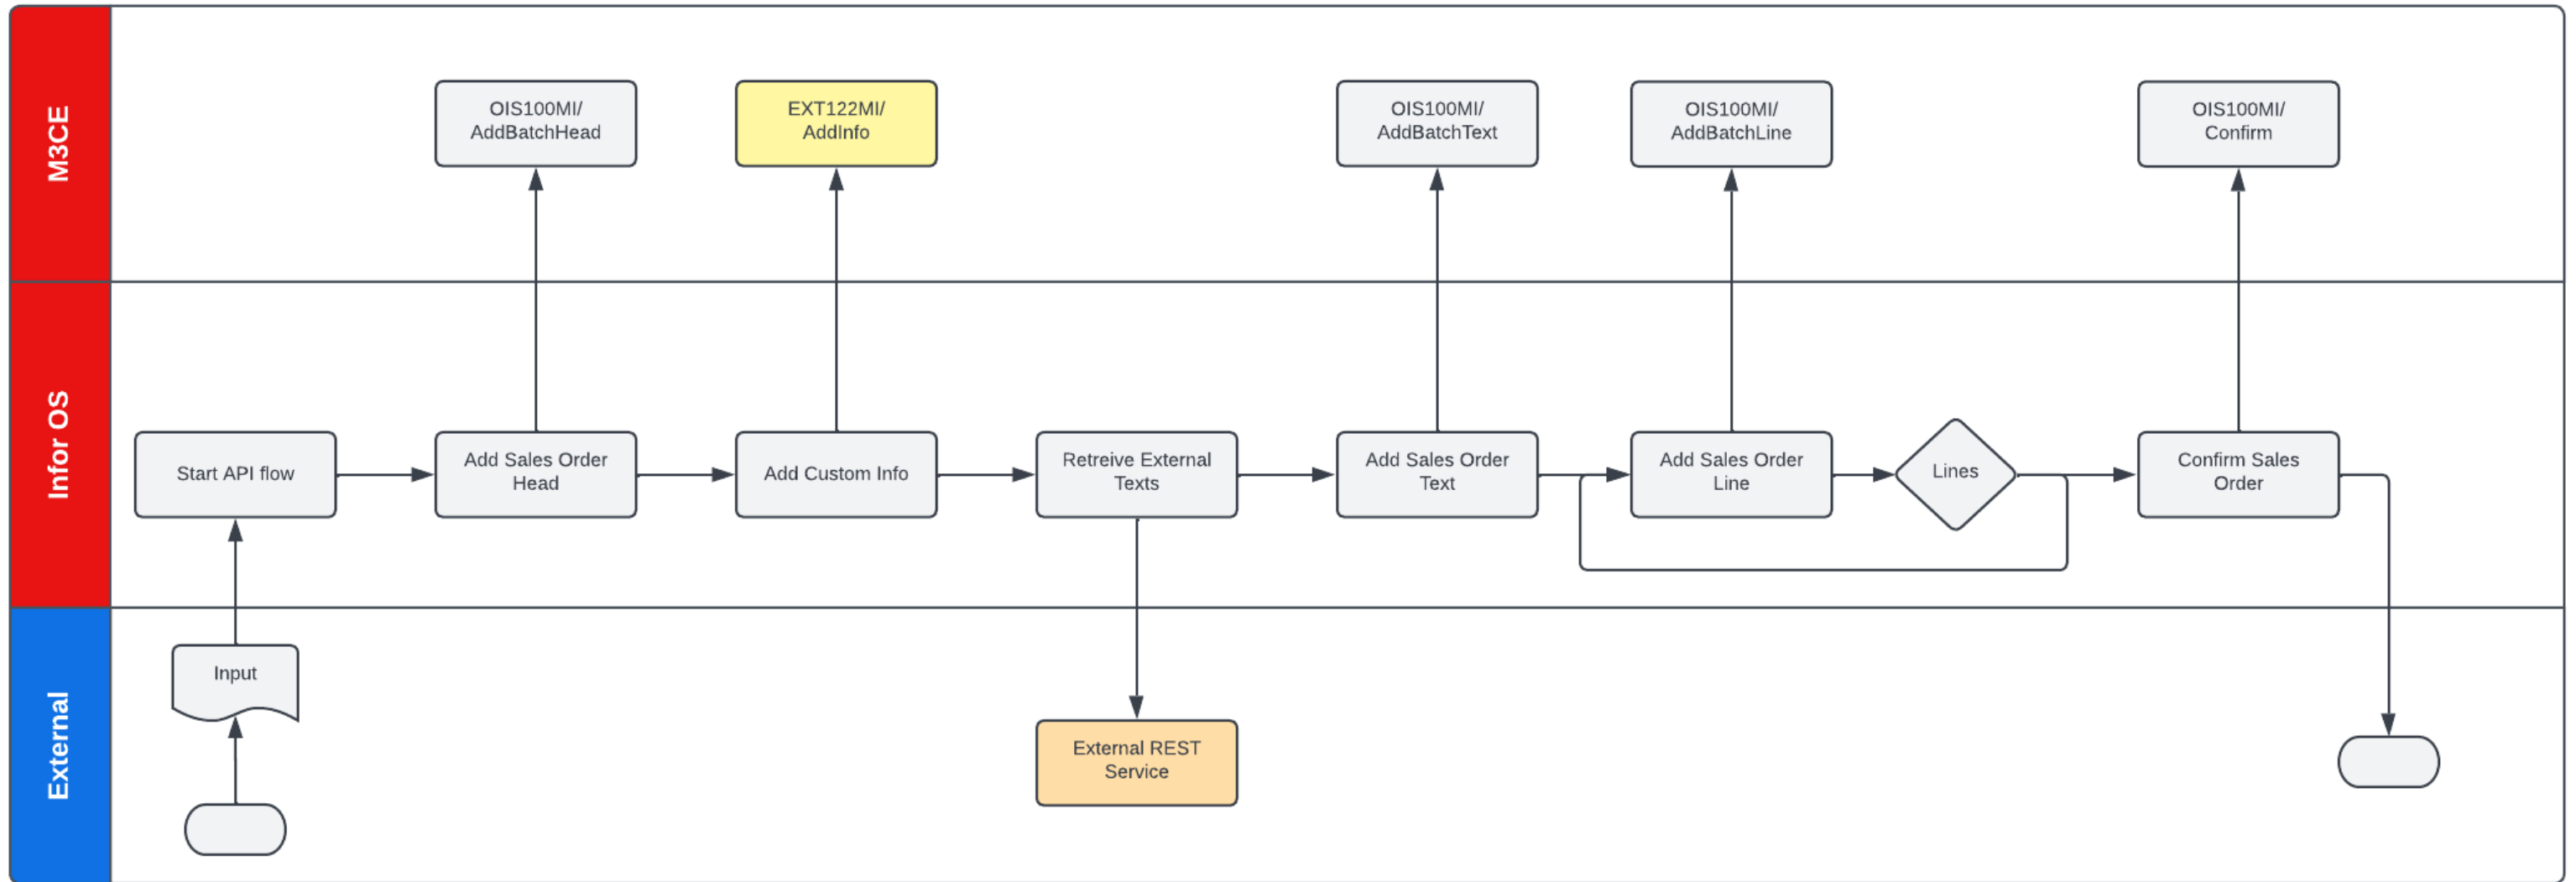 M3CE
OIS100MI/
AddBatchHead
EXT122MI/
AddInfo
OIS100MI/
AddBatchText
OIS100MI/
AddBatchLine
OIS100MI/
Confirm
Infor OS
Start API flow
Add Sales Order
Head
Add Custom Info
Retreive External
Texts
Add Sales Order
Text
Add Sales Order
Line
Lines
Confirm Sales
Order
External
Input
External REST
Service